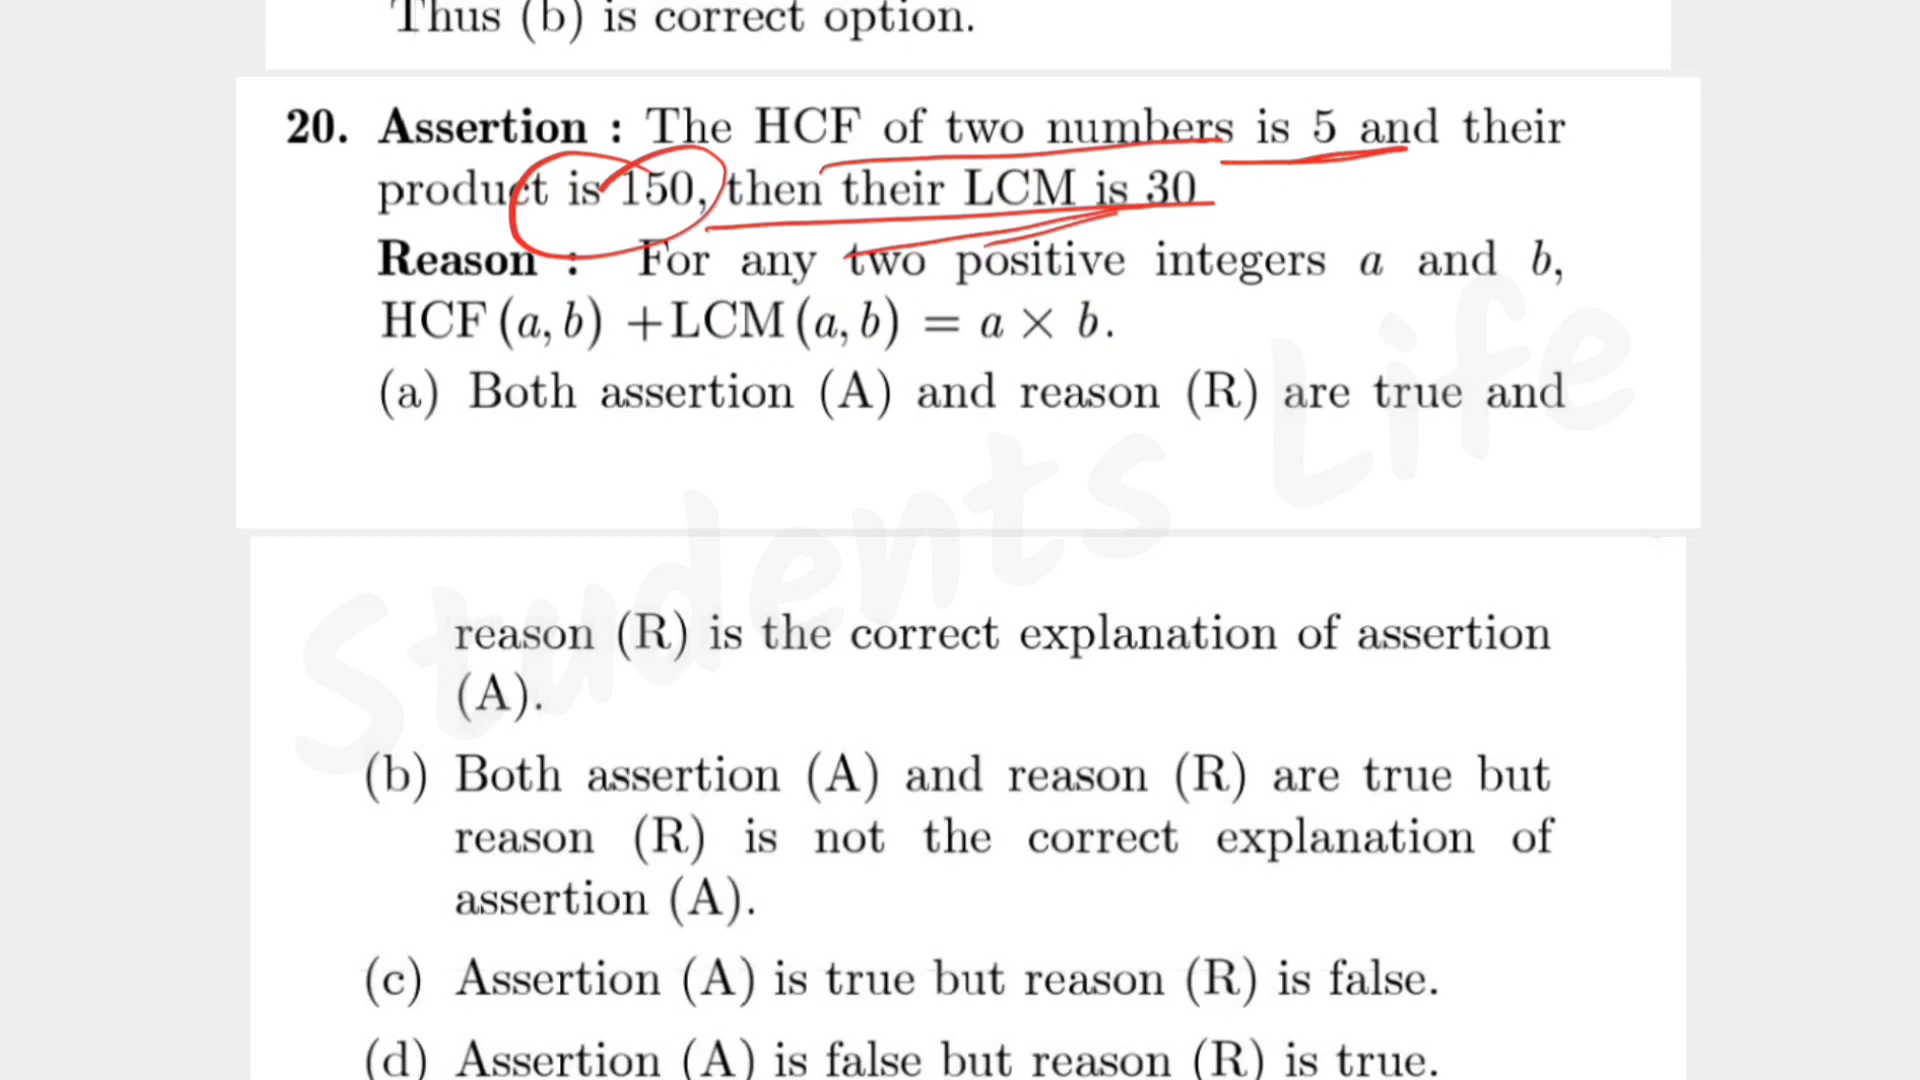 Thus (b) is correct option.
20. Assertion : The HCF of two numbers is 5 and their
product is 150, then their LCM is 30
Reason : For any two positive integers a and b,
HCF (a, b) +LCM (a, b) = a × b.
(a) Both assertion (A) and reason (R) are true and
reason (R) is the correct explanation of assertion
(A).
(b) Both assertion (A) and reason (R) are true but
reason (R) is not the correct explanation of
assertion (A).
(c) Assertion (A) is true but reason (R) is false.
(d) Assertion (A) is false but reason (R) is true.
Students Life